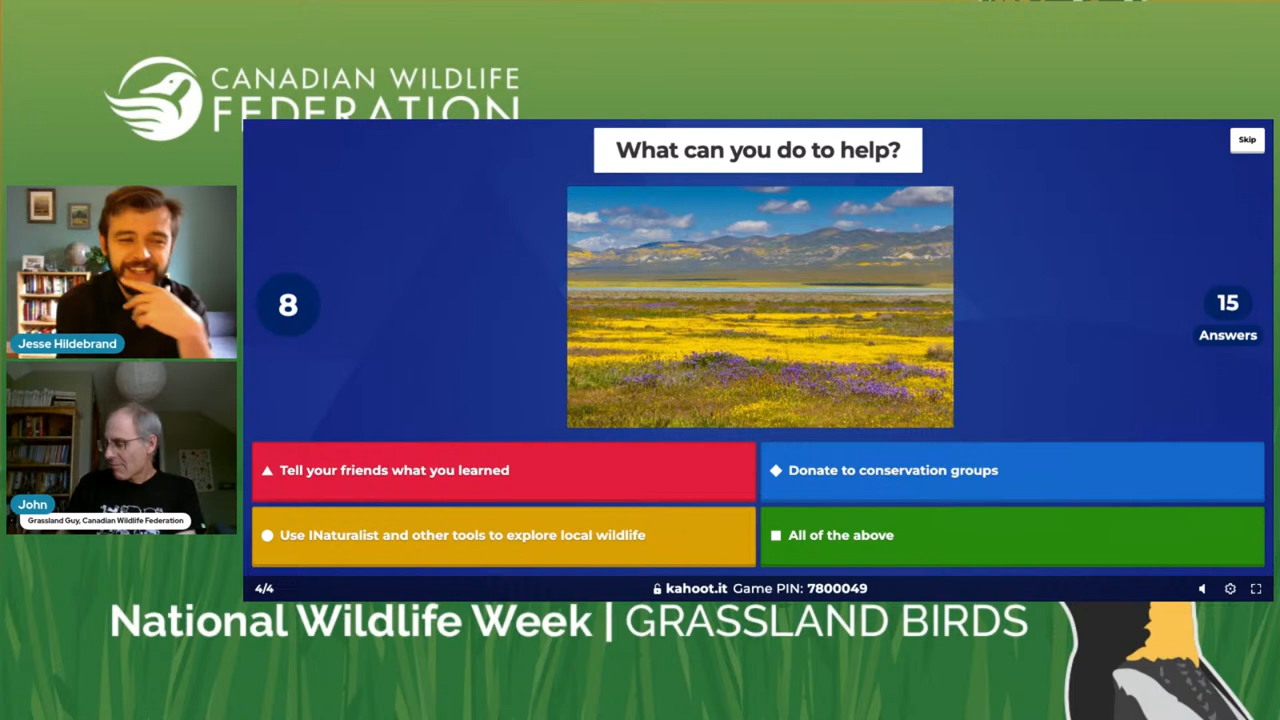 CANADIAN WILDLIFE
FEDERATION
What can you do to help?
Skip
8
15
Answers
Jesse Hildebrand
John
Grassland Guy, Canadian Wildlife Federation
Tell your friends what you learned
Donate to conservation groups
Use INaturalist and other tools to explore local wildlife
All of the above
4/4
kahoot.it Game PIN: 7800049
National Wildlife Week | GRASSLAND BIRDS